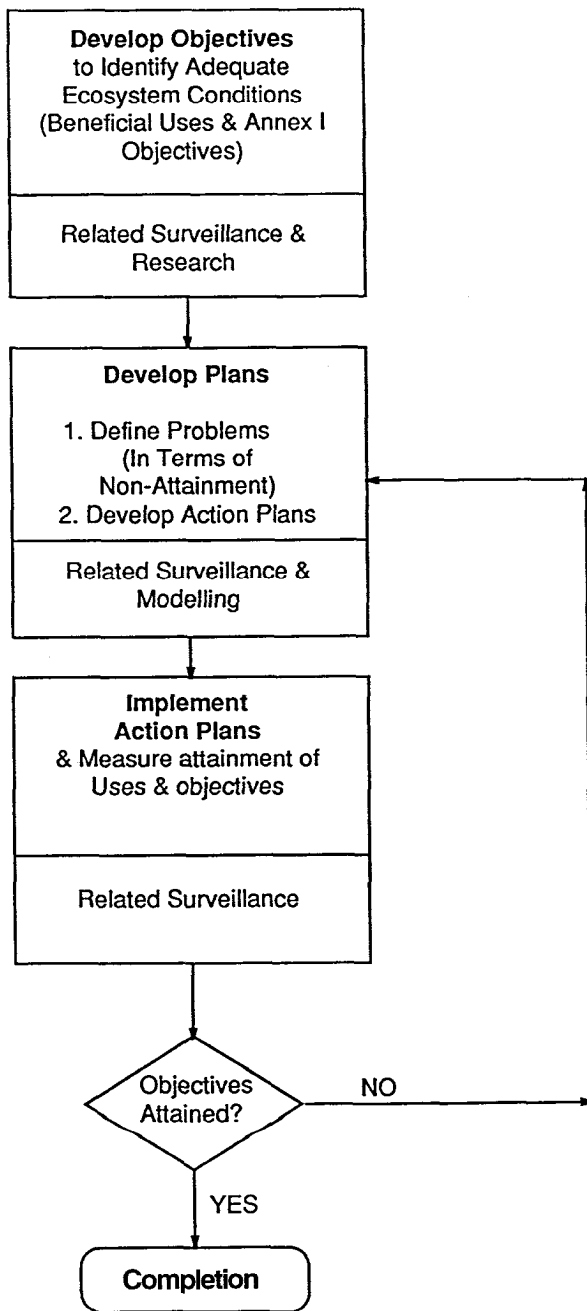 Develop Objectives
to Identify Adequate
Ecosystem Conditions
(Beneficial Uses & Annex I
Objectives)
Related Surveillance &
Research
Develop Plans
1. Define Problems
(In Terms of
Non-Attainment)
2. Develop Action Plans
Related Surveillance &
Modelling
Implement
Action Plans
& Measure attainment of
Uses & objectives
Related Surveillance
Objectives
Attained?
NO
YES
Completion